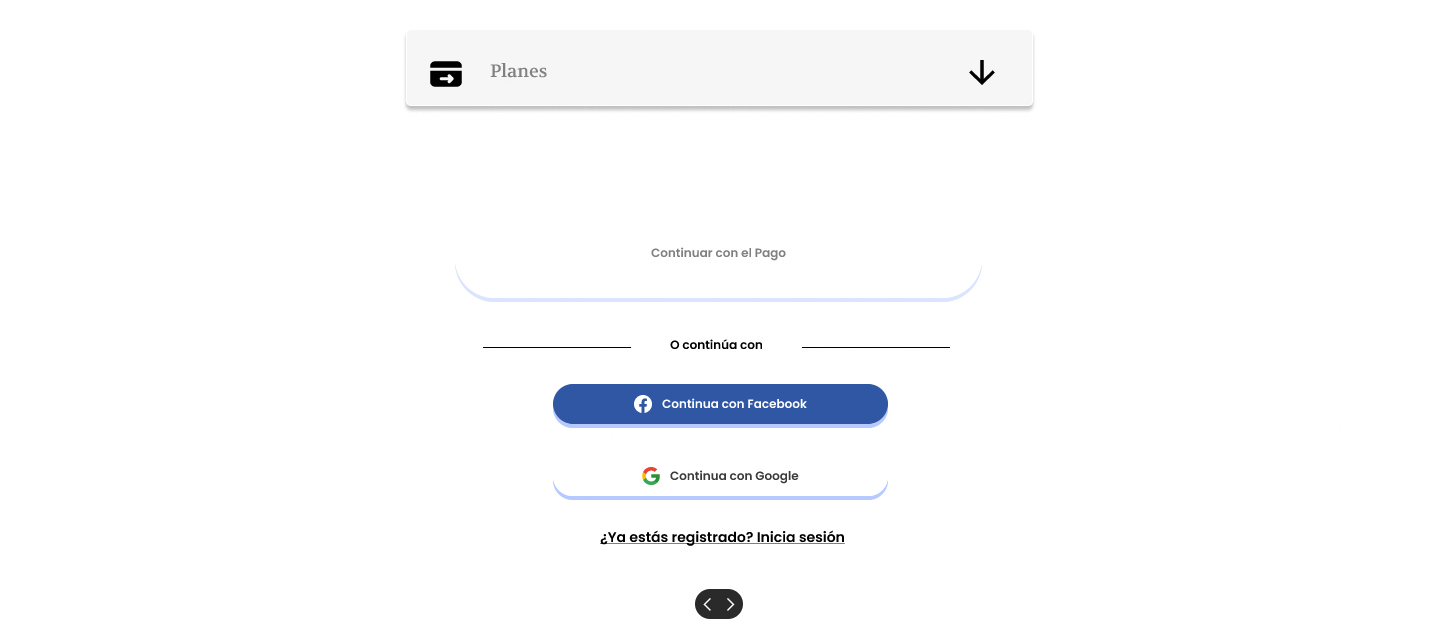 Planes
Continuar con el Pago
O continúa con
Continua con Facebook
Continua con Google
¿Ya estás registrado? Inicia sesión